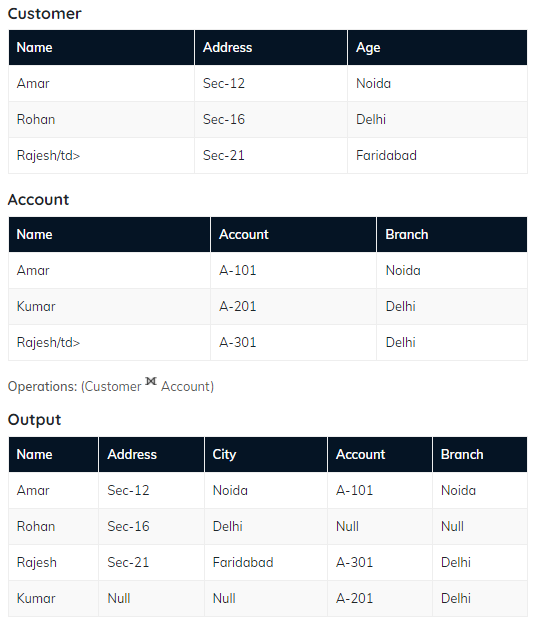 Customer
Name Address Age
Amar Sec-12 Noida
Rohan Sec-16 Delhi
Rajesh/td> Sec-21 Faridabad
Account
Name Account Branch
Amar A-101 Noida
Kumar A-201 Delhi
Rajesh/td> A-301 Delhi
Operations: (Customer ⟗ Account)
Output
Name Address City Account Branch
Amar Sec-12 Noida A-101 Noida
Rohan Sec-16 Delhi Null Null
Rajesh Sec-21 Faridabad A-301 Delhi
Kumar Null Null A-201 Delhi